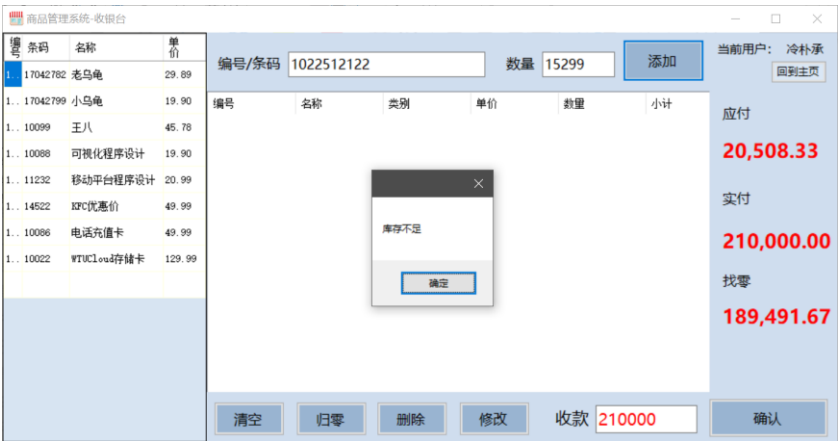 商品管理系统-收银台
编号 条码 名称 单价
1.. 17042782 老乌龟 29.89
1.. 17042799 小乌龟 19.90
1.. 10099 王八 45.78
1.. 10088 可视化程序设计 19.90
1.. 11232 移动平台程序设计 20.99
1.. 14522 KFC优惠价 49.99
1.. 10086 电话充值卡 49.99
1.. 10022 WTUCloud存储卡 129.99
编号/条码 1022512122 数量 15299 添加
当前用户: 冷朴承
回到主页
编号 名称 类别 单价 数量 小计
库存不足
确定
应付
20,508.33
实付
210,000.00
找零
189,491.67
清空 归零 删除 修改 收款 210000 确认